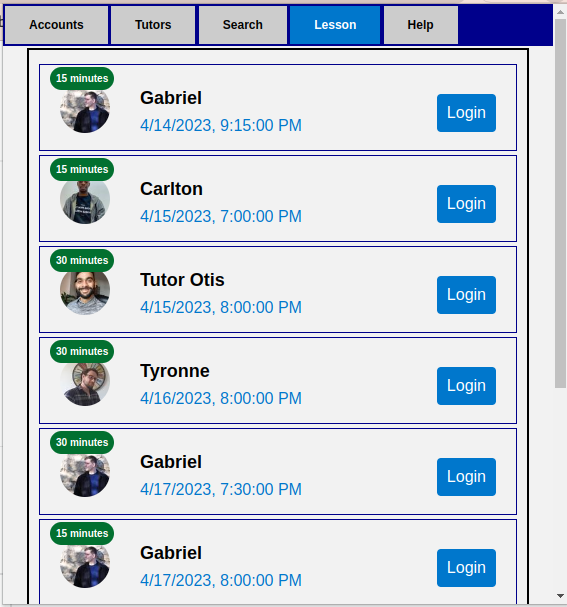 Accounts Tutors Search Lesson Help
15 minutes
Gabriel
4/14/2023, 9:15:00 PM
Login
15 minutes
Carlton
4/15/2023, 7:00:00 PM
Login
30 minutes
Tutor Otis
4/15/2023, 8:00:00 PM
Login
30 minutes
Tyronne
4/16/2023, 8:00:00 PM
Login
30 minutes
Gabriel
4/17/2023, 7:30:00 PM
Login
15 minutes
Gabriel
4/17/2023, 8:00:00 PM
Login